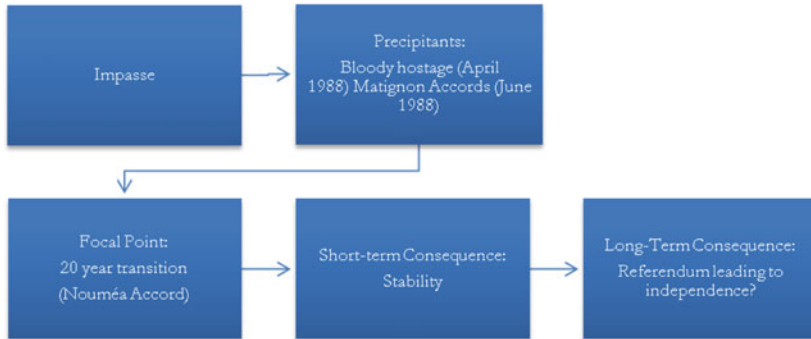 Impasse
Precipitants:
Bloody hostage (April
1988) Matignon Accords (June
1988)
Focal Point:
20 year transition
(Nouméa Accord)
Short-term Consequence:
Stability
Long-Term Consequence:
Referendum leading to
independence?